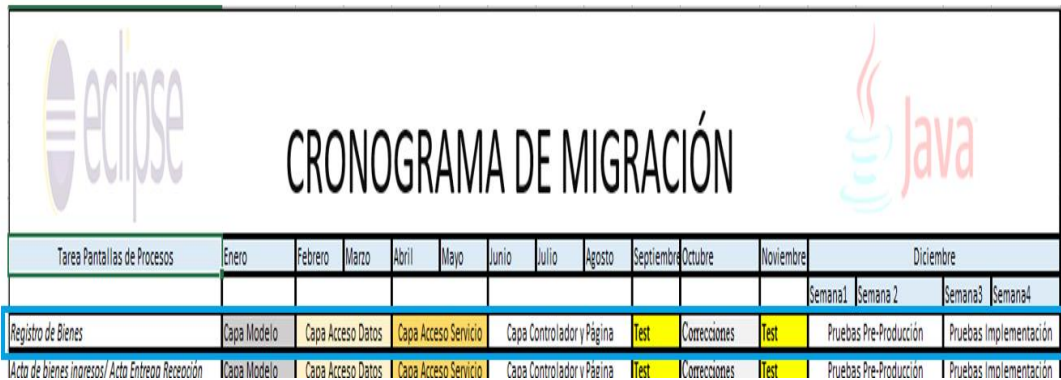 eclipse
Java
CRONOGRAMA DE MIGRACIÓN
Tarea Pantallas de Procesos Enero Febrero Marzo Abril Mayo Junio Julio Agosto Septiembre Octubre Noviembre Diciembre
Semana1 Semana 2 Semana3 Semana4
Registro de Bienes Capa Modelo Capa Acceso Datos Capa Acceso Servicio Capa Controlador y Página Test Correcciones Test Pruebas Pre-Producción Pruebas Implementación
Acta de bienes ingresos/ Acta Entrega Recepción Capa Modelo Capa Acceso Datos Capa Acceso Servicio Capa Controlador y Página Test Correcciones Test Pruebas Pre-Producción Pruebas Implementación